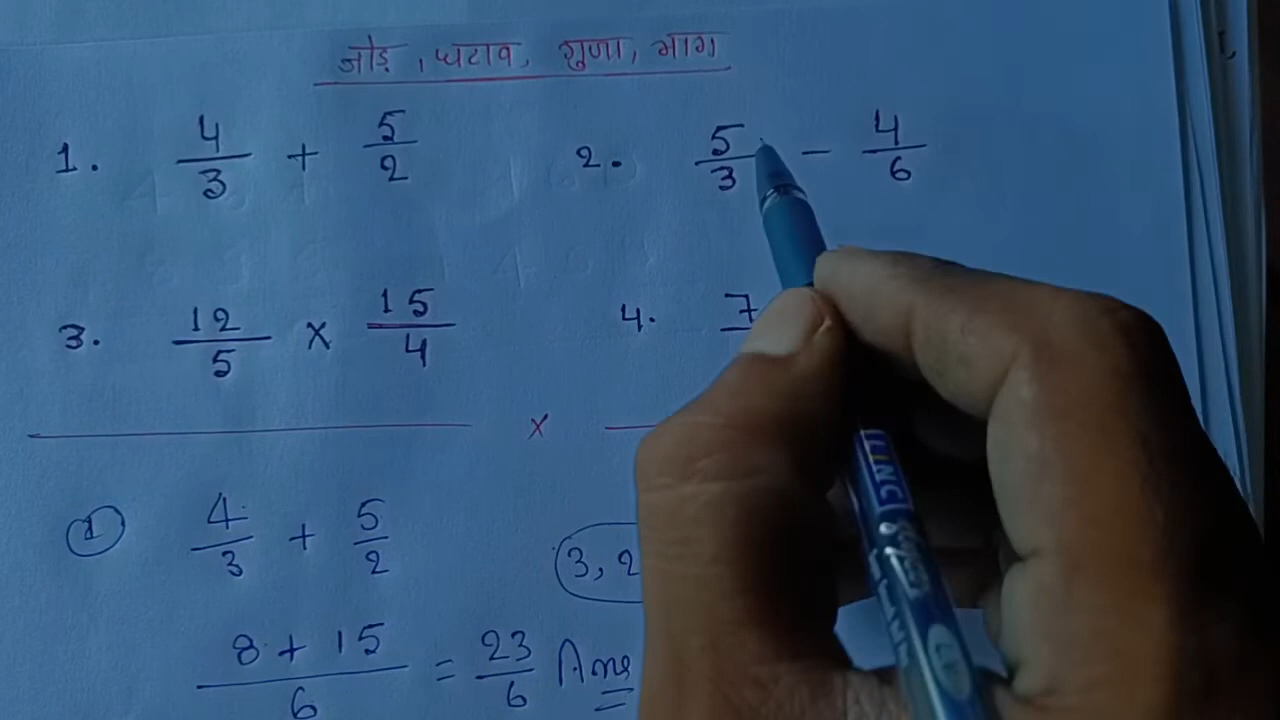 जोड़, घटाव, गुणा, भाग
1. 4/3 + 5/2
2. 5/3 - 4/6
3. 12/5 x 15/4
4. 7
x
1 4/3 + 5/2
3, 2
8 + 15/6 = 23/6 Ans
LINC